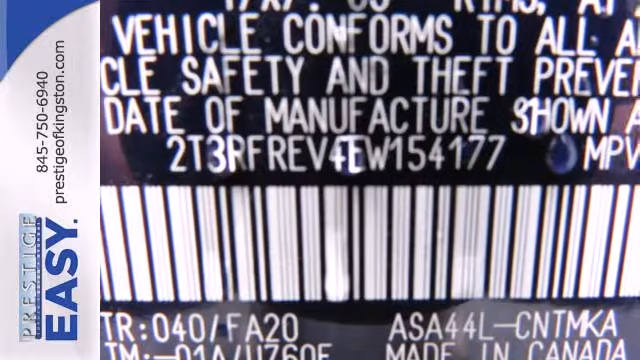 VEHICLE CONFORMS TO ALL A
CLE SAFETY AND THEFT PREVE
DATE OF MANUFACTURE SHOWN A
2T3RFREV4EW154177 MPV
TR:040/FA20 ASA44L-CNTMKA
MADE IN CANADA
845-750-6940
prestigeofkingston.com
PRESTIGE
EASY.